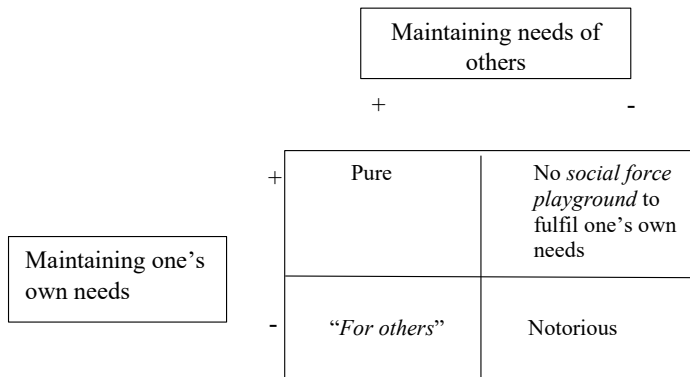 Maintaining needs of
others
+ -
+ Pure
No social force
playground to
fulfil one’s own
needs
Maintaining one’s
own needs
- “For others” Notorious